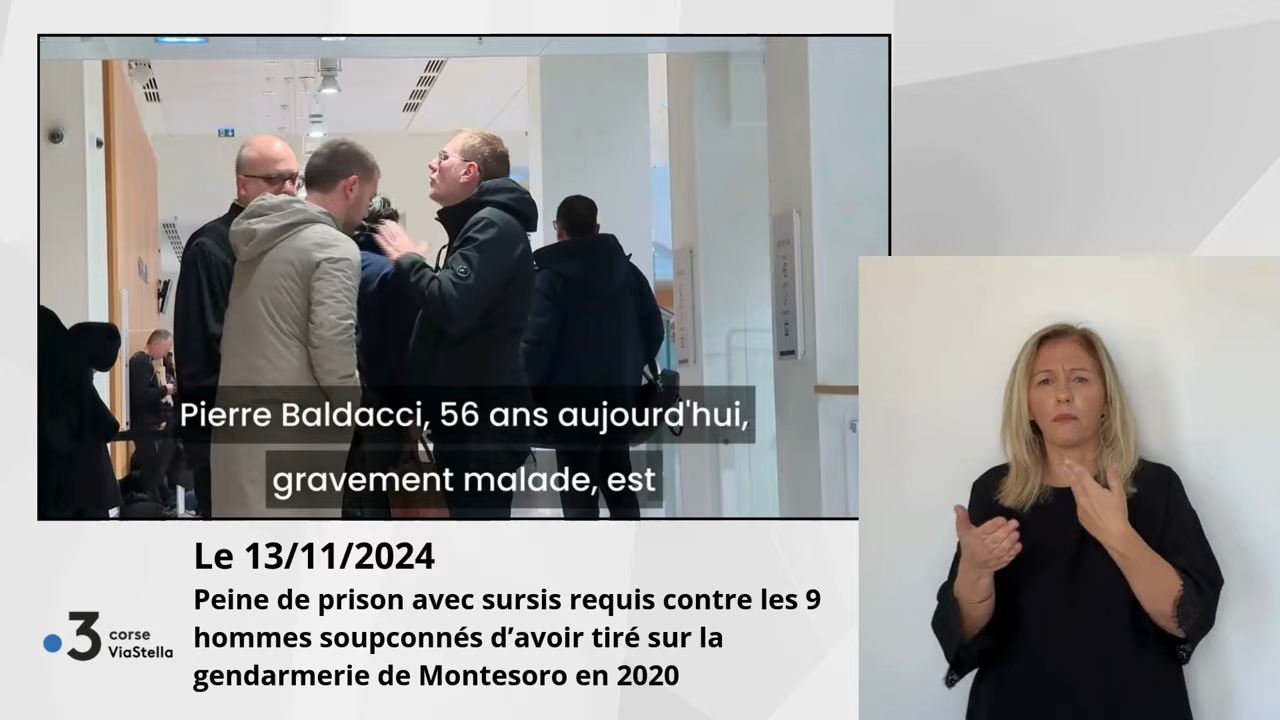 Pierre Baldacci, 56 ans aujourd'hui,
gravement malade, est
Le 13/11/2024
Peine de prison avec sursis requis contre les 9
hommes soupconnés d’avoir tiré sur la
gendarmerie de Montesoro en 2020
3 corse
ViaStella